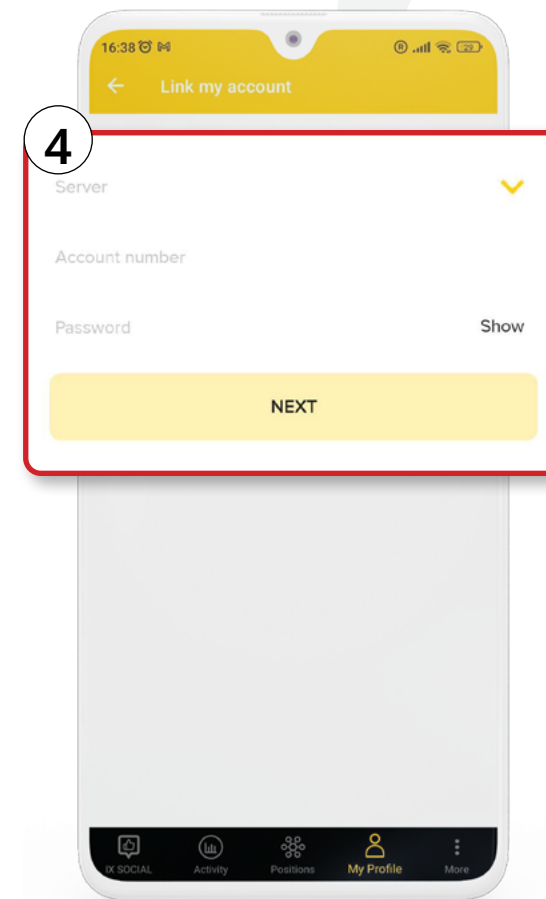 16:38
29
Link my account
4
Server
Account number
Password
Show
NEXT
IX SOCIAL
Activity
Positions
My Profile
More